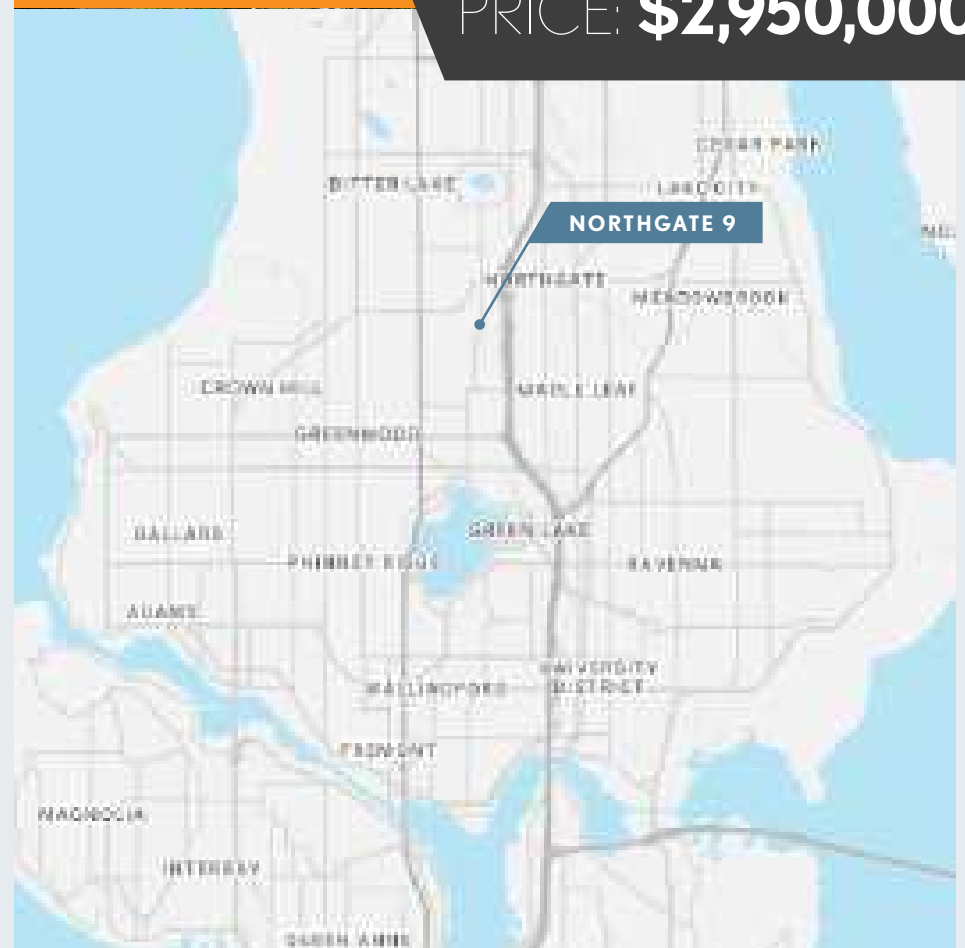 PRICE: $2,950,000
CEDAR PARK
BITTER LAKE
LAKE CITY
NORTHGATE 9
NORTHGATE
MEADOWBROOK
CROWN HILL
MAPLE LEAF
GREENWOOD
BALLARD
GREEN LAKE
PHINNEY RIDGE
RAVENNA
ADAMS
UNIVERSITY
DISTRICT
WALLINGFORD
FREMONT
MAGNOLIA
INTERBAY
QUEEN ANNE